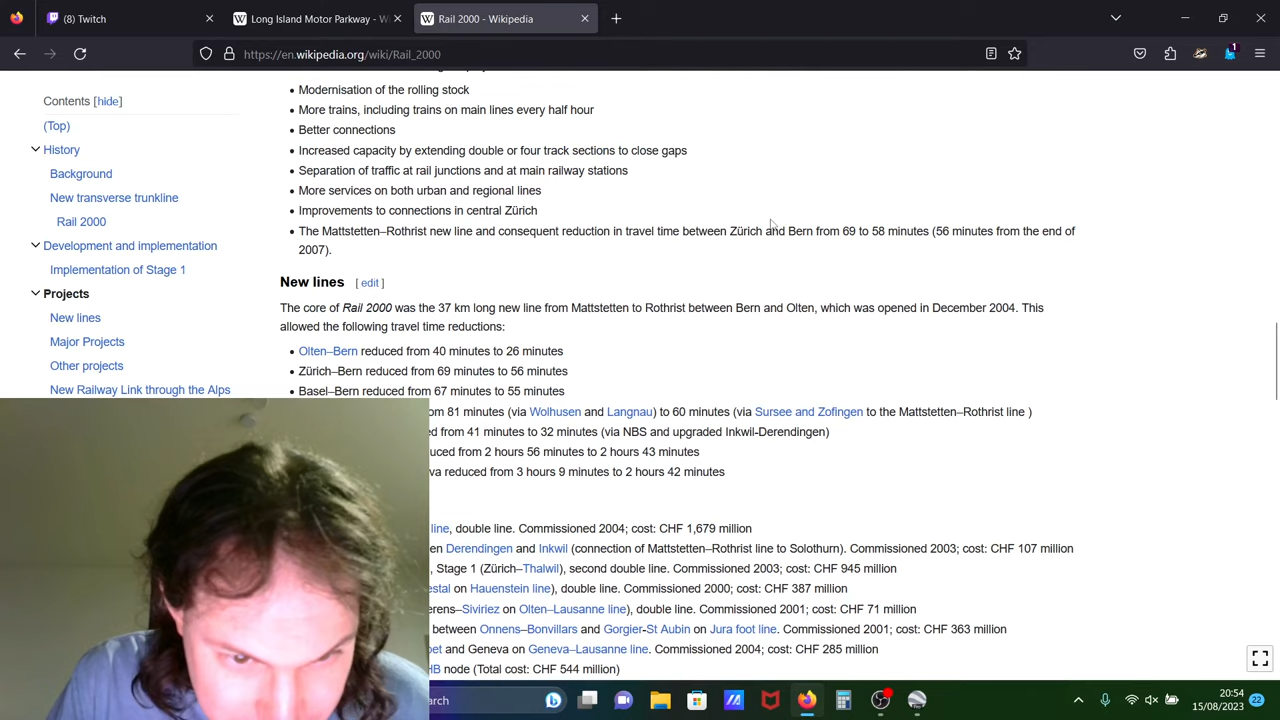 (8) Twitch
Long Island Motor Parkway - Wi
Rail 2000 - Wikipedia
https://en.wikipedia.org/wiki/Rail_2000
1
Contents [hide]
(Top)
History
Background
New transverse trunkline
Rail 2000
Development and implementation
Implementation of Stage 1
Projects
New lines
Major Projects
Other projects
New Railway Link through the Alps
Modernisation of the rolling stock
More trains, including trains on main lines every half hour
Better connections
Increased capacity by extending double or four track sections to close gaps
Separation of traffic at rail junctions and at main railway stations
More services on both urban and regional lines
Improvements to connections in central Zürich
The Mattstetten–Rothrist new line and consequent reduction in travel time between Zürich and Bern from 69 to 58 minutes (56 minutes from the end of
2007).
New lines [ edit ]
The core of Rail 2000 was the 37 km long new line from Mattstetten to Rothrist between Bern and Olten, which was opened in December 2004. This
allowed the following travel time reductions:
Olten–Bern reduced from 40 minutes to 26 minutes
Zürich–Bern reduced from 69 minutes to 56 minutes
Basel–Bern reduced from 67 minutes to 55 minutes
om 81 minutes (via Wolhusen and Langnau) to 60 minutes (via Sursee and Zofingen to the Mattstetten–Rothrist line )
ed from 41 minutes to 32 minutes (via NBS and upgraded Inkwil-Derendingen)
uced from 2 hours 56 minutes to 2 hours 43 minutes
va reduced from 3 hours 9 minutes to 2 hours 42 minutes
line, double line. Commissioned 2004; cost: CHF 1,679 million
en Derendingen and Inkwil (connection of Mattstetten–Rothrist line to Solothurn). Commissioned 2003; cost: CHF 107 million
, Stage 1 (Zürich–Thalwil), second double line. Commissioned 2003; cost: CHF 945 million
estal on Hauenstein line), double line. Commissioned 2000; cost: CHF 387 million
erens–Siviriez on Olten–Lausanne line), double line. Commissioned 2001; cost: CHF 71 million
between Onnens–Bonvillars and Gorgier-St Aubin on Jura foot line. Commissioned 2001; cost: CHF 363 million
pet and Geneva on Geneva–Lausanne line. Commissioned 2004; cost: CHF 285 million
HB node (Total cost: CHF 544 million)
arch
20:54
15/08/2023
22